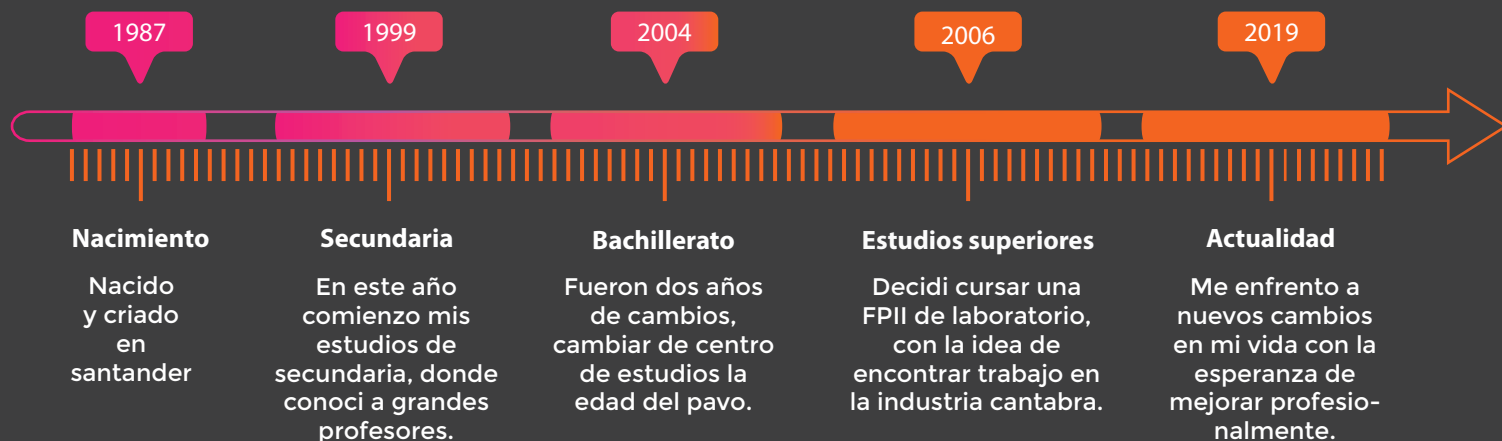 1987
1999
2004
2006
2019
Nacimiento
Nacido
y criado
en
santander
Secundaria
En este año
comienzo mis
estudios de
secundaria, donde
conoci a grandes
profesores.
Bachillerato
Fueron dos años
de cambios,
cambiar de centro
de estudios la
edad del pavo.
Estudios superiores
Decidi cursar una
FPII de laboratorio,
con la idea de
encontrar trabajo en
la industria cantabra.
Actualidad
Me enfrento a
nuevos cambios
en mi vida con la
esperanza de
mejorar profesio-
nalmente.